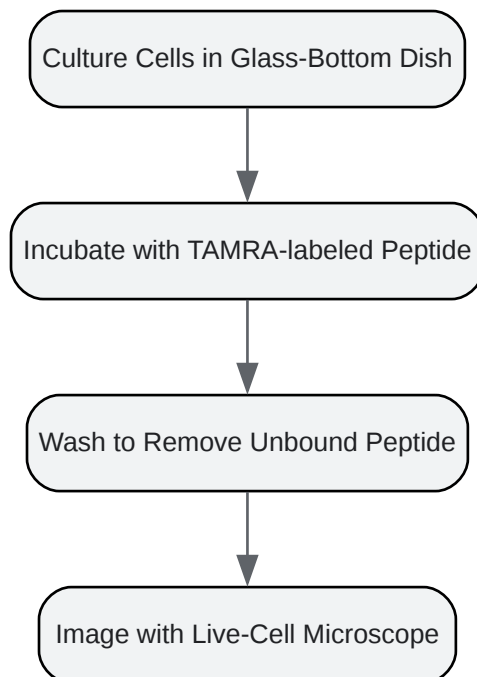 Culture Cells in Glass-Bottom Dish
Incubate with TAMRA-labeled Peptide
Wash to Remove Unbound Peptide
Image with Live-Cell Microscope